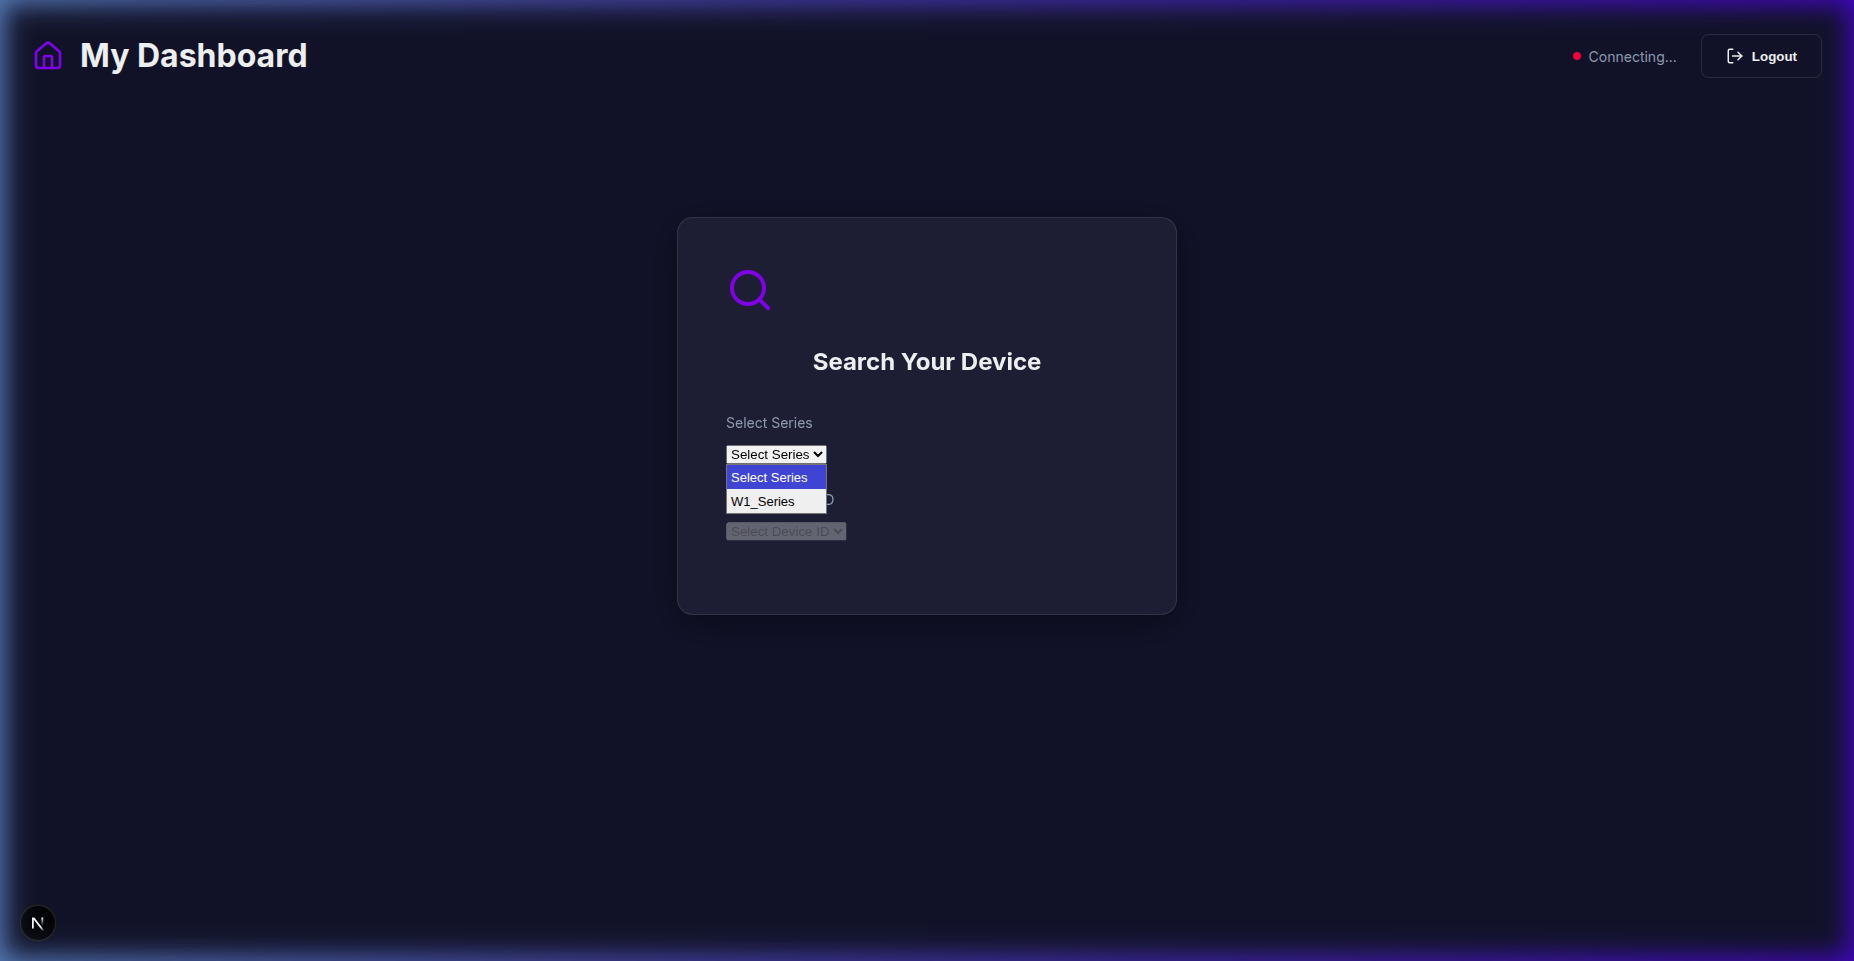 My Dashboard
Connecting...
Logout
Search Your Device
Select Series
Select Series
Select Series
W1_Series
D
Select Device ID
N